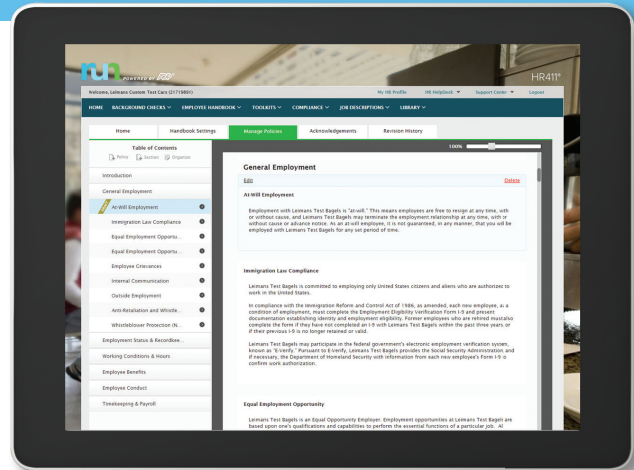 run POWERED BY ADP
HR411®
Welcome, Leimans Custom Test Cars (21719891)
My HR Profile HR HelpDesk Support Center Logout
HOME BACKGROUND CHECKS EMPLOYEE HANDBOOK TOOLKITS COMPLIANCE JOB DESCRIPTIONS LIBRARY
Home Handbook Settings Manage Policies Acknowledgements Revision History
100%
Table of Contents
Policy Section Organize
Introduction
General Employment
At-Will Employment
Immigration Law Compliance
Equal Employment Opportu...
Equal Employment Opportu...
Employee Grievances
Internal Communication
Outside Employment
Anti-Retaliation and Whistle...
Whistleblower Protection (N...
Employment Status & Recordkee...
Working Conditions & Hours
Employee Benefits
Employee Conduct
Timekeeping & Payroll
General Employment
Edit Delete
At-Will Employment
Employment with Leimans Test Bagels is "at-will." This means employees are free to resign at any time, with
or without cause, and Leimans Test Bagels may terminate the employment relationship at any time, with or
without cause or advance notice. As an at-will employee, it is not guaranteed, in any manner, that you will be
employed with Leimans Test Bagels for any set period of time.
Immigration Law Compliance
Leimans Test Bagels is committed to employing only United States citizens and aliens who are authorized to
work in the United States.
In compliance with the Immigration Reform and Control Act of 1986, as amended, each new employee, as a
condition of employment, must complete the Employment Eligibility Verification Form I-9 and present
documentation establishing identity and employment eligibility. Former employees who are rehired must also
complete the form if they have not completed an I-9 with Leimans Test Bagels within the past three years, or
if their previous I-9 is no longer retained or valid.
Leimans Test Bagels may participate in the federal government's electronic employment verification system,
known as "E-Verify." Pursuant to E-Verify, Leimans Test Bagels provides the Social Security Administration, and
if necessary, the Department of Homeland Security with information from each new employee's Form I-9 to
confirm work authorization.
Equal Employment Opportunity
Leimans Test Bagels is an Equal Opportunity Employer. Employment opportunities at Leimans Test Bagels are
based upon one's qualifications and capabilities to perform the essential functions of a particular job. All